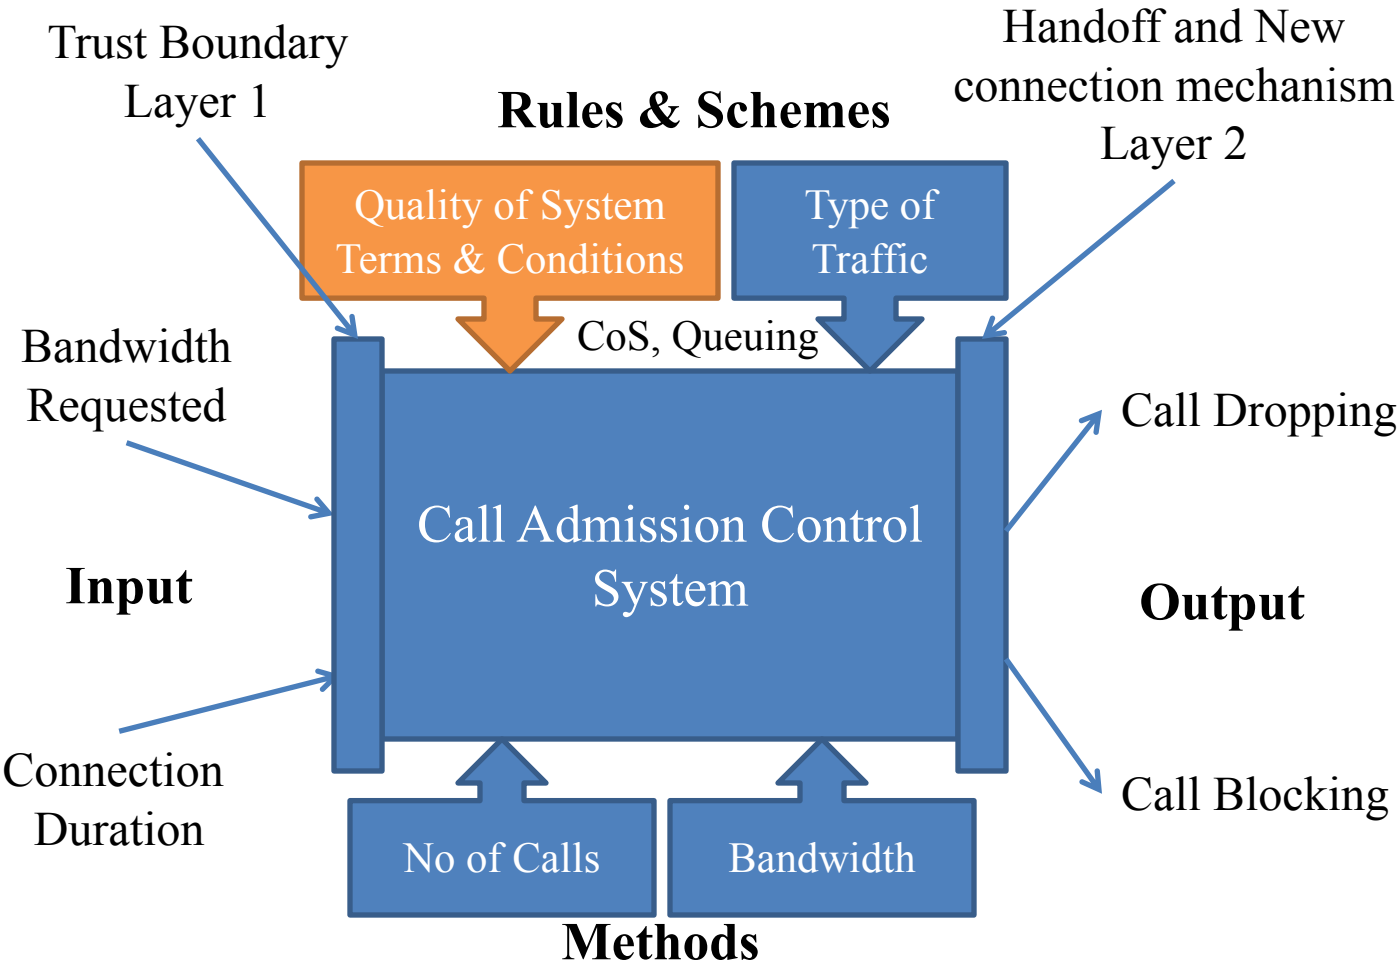 Trust Boundary
Layer 1
Handoff and New
connection mechanism
Layer 2
Rules & Schemes
Quality of System
Terms & Conditions
Type of
Traffic
CoS, Queuing
Bandwidth
Requested
Call Dropping
Call Admission Control
System
Input
Output
Connection
Duration
Call Blocking
No of Calls
Bandwidth
Methods